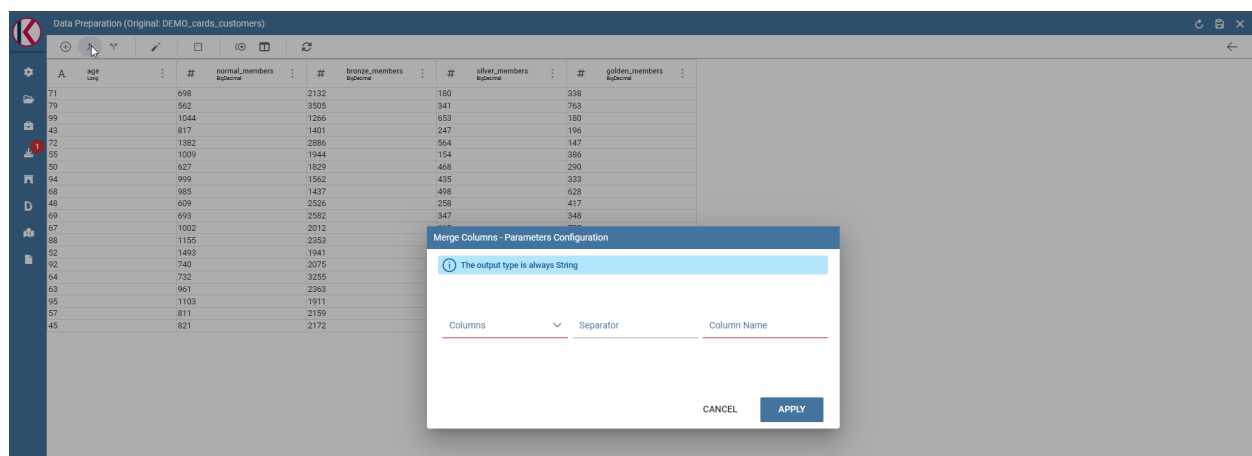 Data Preparation (Original: DEMO_cards_customers)
A age Long # normal_members BigDecimal # bronze_members BigDecimal # silver_members BigDecimal # golden_members BigDecimal
71 698 2132 180 338
79 562 3505 341 763
99 1044 1266 653 180
43 817 1401 247 196
1
72 1382 2886 564 147
55 1009 1944 154 386
50 627 1829 468 290
94 999 1562 435 333
68 985 1437 498 628
48 609 2526 258 417
69 693 2582 347 348
67 1002 2012
88 1155 2353
52 1493 1941
92 740 2075
64 732 3255
63 961 2363
95 1103 1911
57 811 2159
45 821 2172
Merge Columns - Parameters Configuration
The output type is always String
Columns Separator Column Name
CANCEL APPLY